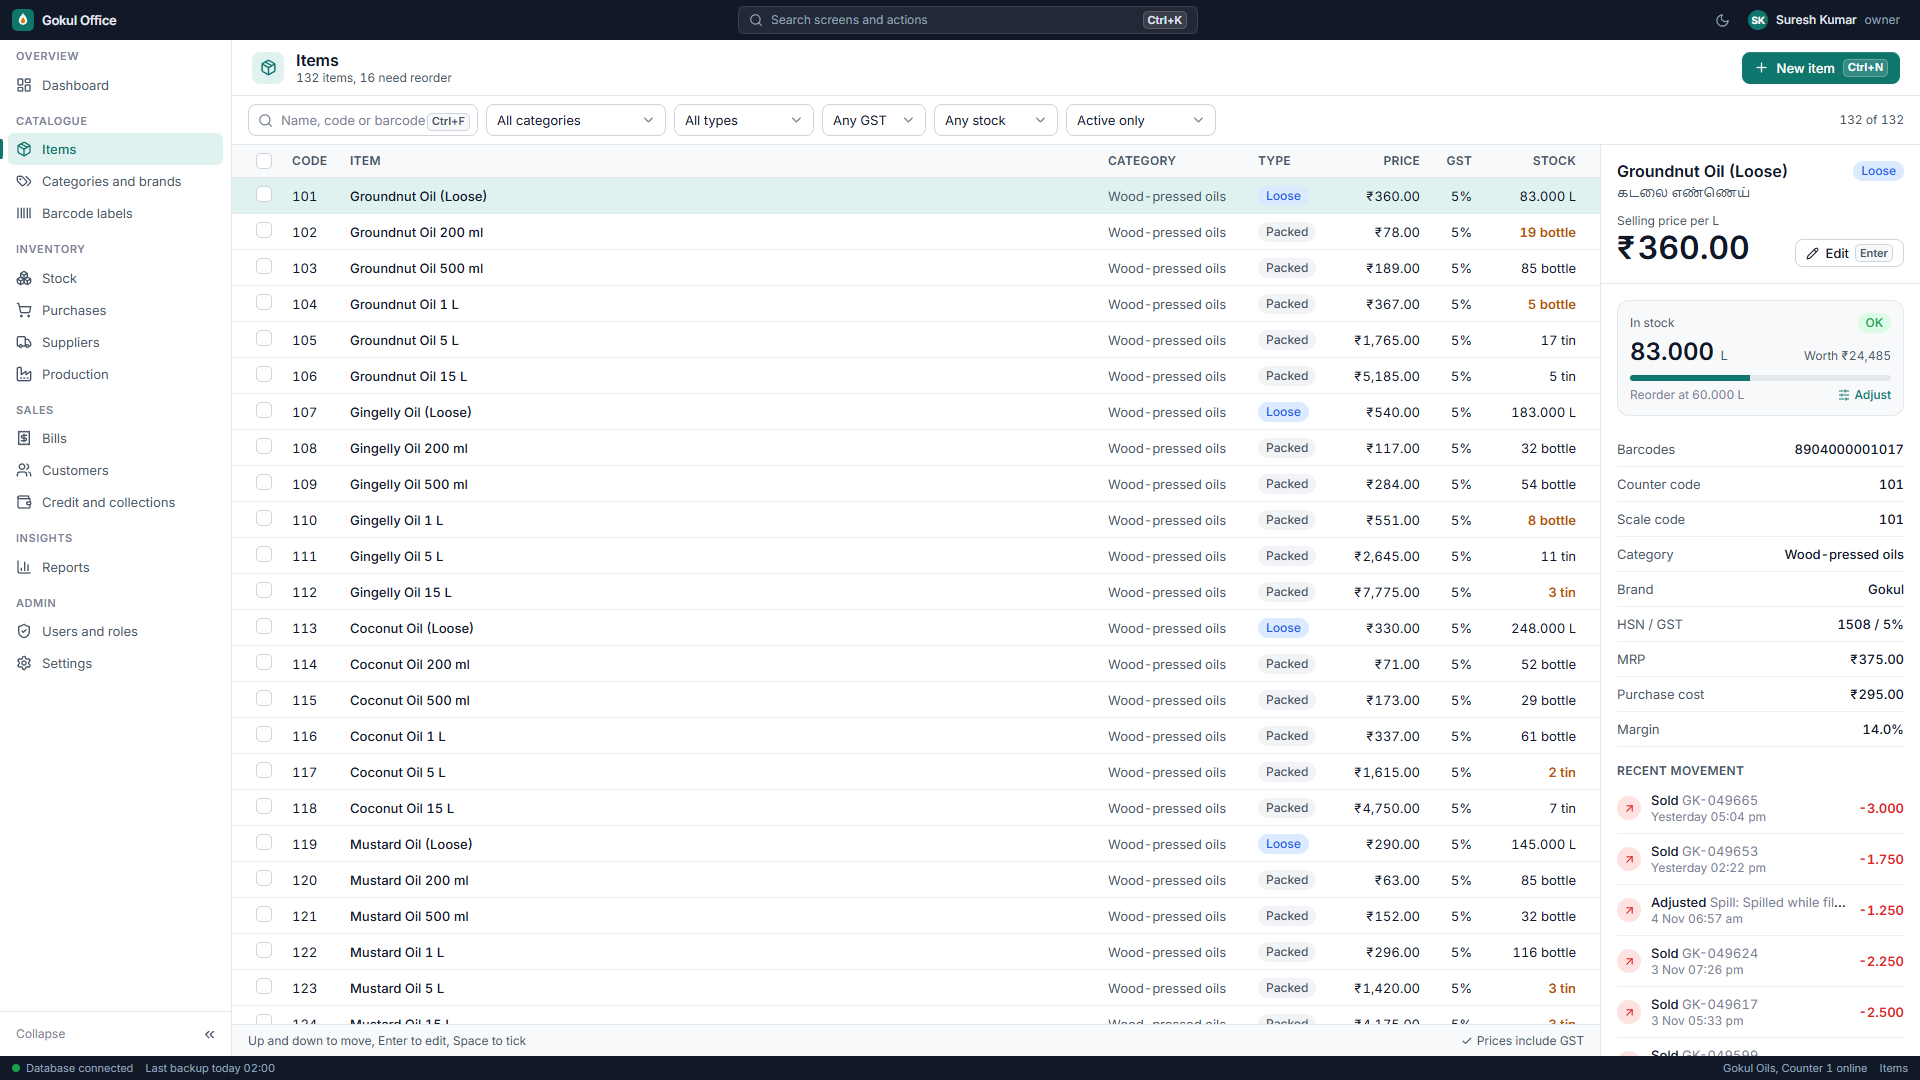 Gokul Office
Search screens and actions Ctrl+K
SK Suresh Kumar owner
OVERVIEW
Dashboard
CATALOGUE
Items
Categories and brands
Barcode labels
INVENTORY
Stock
Purchases
Suppliers
Production
SALES
Bills
Customers
Credit and collections
INSIGHTS
Reports
ADMIN
Users and roles
Settings
Collapse
Items
132 items, 16 need reorder
New item Ctrl+N
Name, code or barcode Ctrl+F All categories All types Any GST Any stock Active only 132 of 132
CODE ITEM CATEGORY TYPE PRICE GST STOCK
101 Groundnut Oil (Loose) Wood-pressed oils Loose ₹360.00 5% 83.000 L
102 Groundnut Oil 200 ml Wood-pressed oils Packed ₹78.00 5% 19 bottle
103 Groundnut Oil 500 ml Wood-pressed oils Packed ₹189.00 5% 85 bottle
104 Groundnut Oil 1 L Wood-pressed oils Packed ₹367.00 5% 5 bottle
105 Groundnut Oil 5 L Wood-pressed oils Packed ₹1,765.00 5% 17 tin
106 Groundnut Oil 15 L Wood-pressed oils Packed ₹5,185.00 5% 5 tin
107 Gingelly Oil (Loose) Wood-pressed oils Loose ₹540.00 5% 183.000 L
108 Gingelly Oil 200 ml Wood-pressed oils Packed ₹117.00 5% 32 bottle
109 Gingelly Oil 500 ml Wood-pressed oils Packed ₹284.00 5% 54 bottle
110 Gingelly Oil 1 L Wood-pressed oils Packed ₹551.00 5% 8 bottle
111 Gingelly Oil 5 L Wood-pressed oils Packed ₹2,645.00 5% 11 tin
112 Gingelly Oil 15 L Wood-pressed oils Packed ₹7,775.00 5% 3 tin
113 Coconut Oil (Loose) Wood-pressed oils Loose ₹330.00 5% 248.000 L
114 Coconut Oil 200 ml Wood-pressed oils Packed ₹71.00 5% 52 bottle
115 Coconut Oil 500 ml Wood-pressed oils Packed ₹173.00 5% 29 bottle
116 Coconut Oil 1 L Wood-pressed oils Packed ₹337.00 5% 61 bottle
117 Coconut Oil 5 L Wood-pressed oils Packed ₹1,615.00 5% 2 tin
118 Coconut Oil 15 L Wood-pressed oils Packed ₹4,750.00 5% 7 tin
119 Mustard Oil (Loose) Wood-pressed oils Loose ₹290.00 5% 145.000 L
120 Mustard Oil 200 ml Wood-pressed oils Packed ₹63.00 5% 85 bottle
121 Mustard Oil 500 ml Wood-pressed oils Packed ₹152.00 5% 32 bottle
122 Mustard Oil 1 L Wood-pressed oils Packed ₹296.00 5% 116 bottle
123 Mustard Oil 5 L Wood-pressed oils Packed ₹1,420.00 5% 3 tin
124 Mustard Oil 15 L Wood-pressed oils Packed ₹4,175.00 5% 3 tin
Up and down to move, Enter to edit, Space to tick Prices include GST
Groundnut Oil (Loose) Loose
கடலை எண்ணெய்
Selling price per L
₹360.00 Edit Enter
In stock OK
83.000 L Worth ₹24,485
Reorder at 60.000 L Adjust
Barcodes 8904000001017
Counter code 101
Scale code 101
Category Wood-pressed oils
Brand Gokul
HSN / GST 1508 / 5%
MRP ₹375.00
Purchase cost ₹295.00
Margin 14.0%
RECENT MOVEMENT
Sold GK-049665 -3.000
Yesterday 05:04 pm
Sold GK-049653 -1.750
Yesterday 02:22 pm
Adjusted Spill: Spilled while fil... -1.250
4 Nov 06:57 am
Sold GK-049624 -2.250
3 Nov 07:26 pm
Sold GK-049617 -2.500
3 Nov 05:33 pm
Sold GK-049599
Database connected Last backup today 02:00 Gokul Oils, Counter 1 online Items